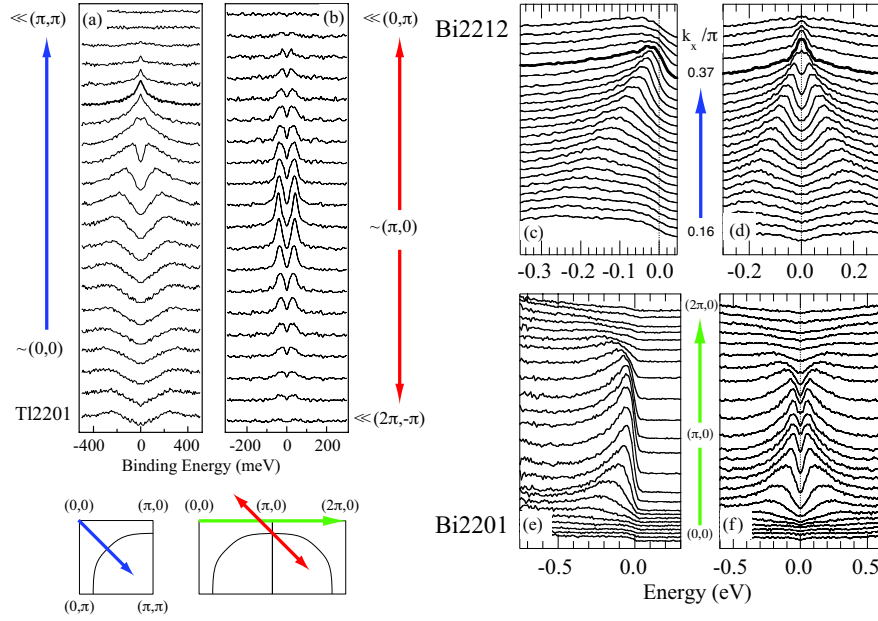 ≪(π,π)
(a)
(b)
≪(0,π)
~(0,0)
~(π,0)
Tl2201
≪(2π,-π)
-400 0 400
-200 0 200
Binding Energy (meV)
(0,0) (π,0)
(0,π) (π,π)
(0,0) (π,0) (2π,0)
Bi2212
kx/π
0.37
0.16
(c)
(d)
-0.3 -0.2 -0.1 0.0
-0.2 0.0 0.2
(2π,0)
(π,0)
(0,0)
Bi2201
(e)
(f)
-0.5 0.0
-0.5 0.0 0.5
Energy (eV)